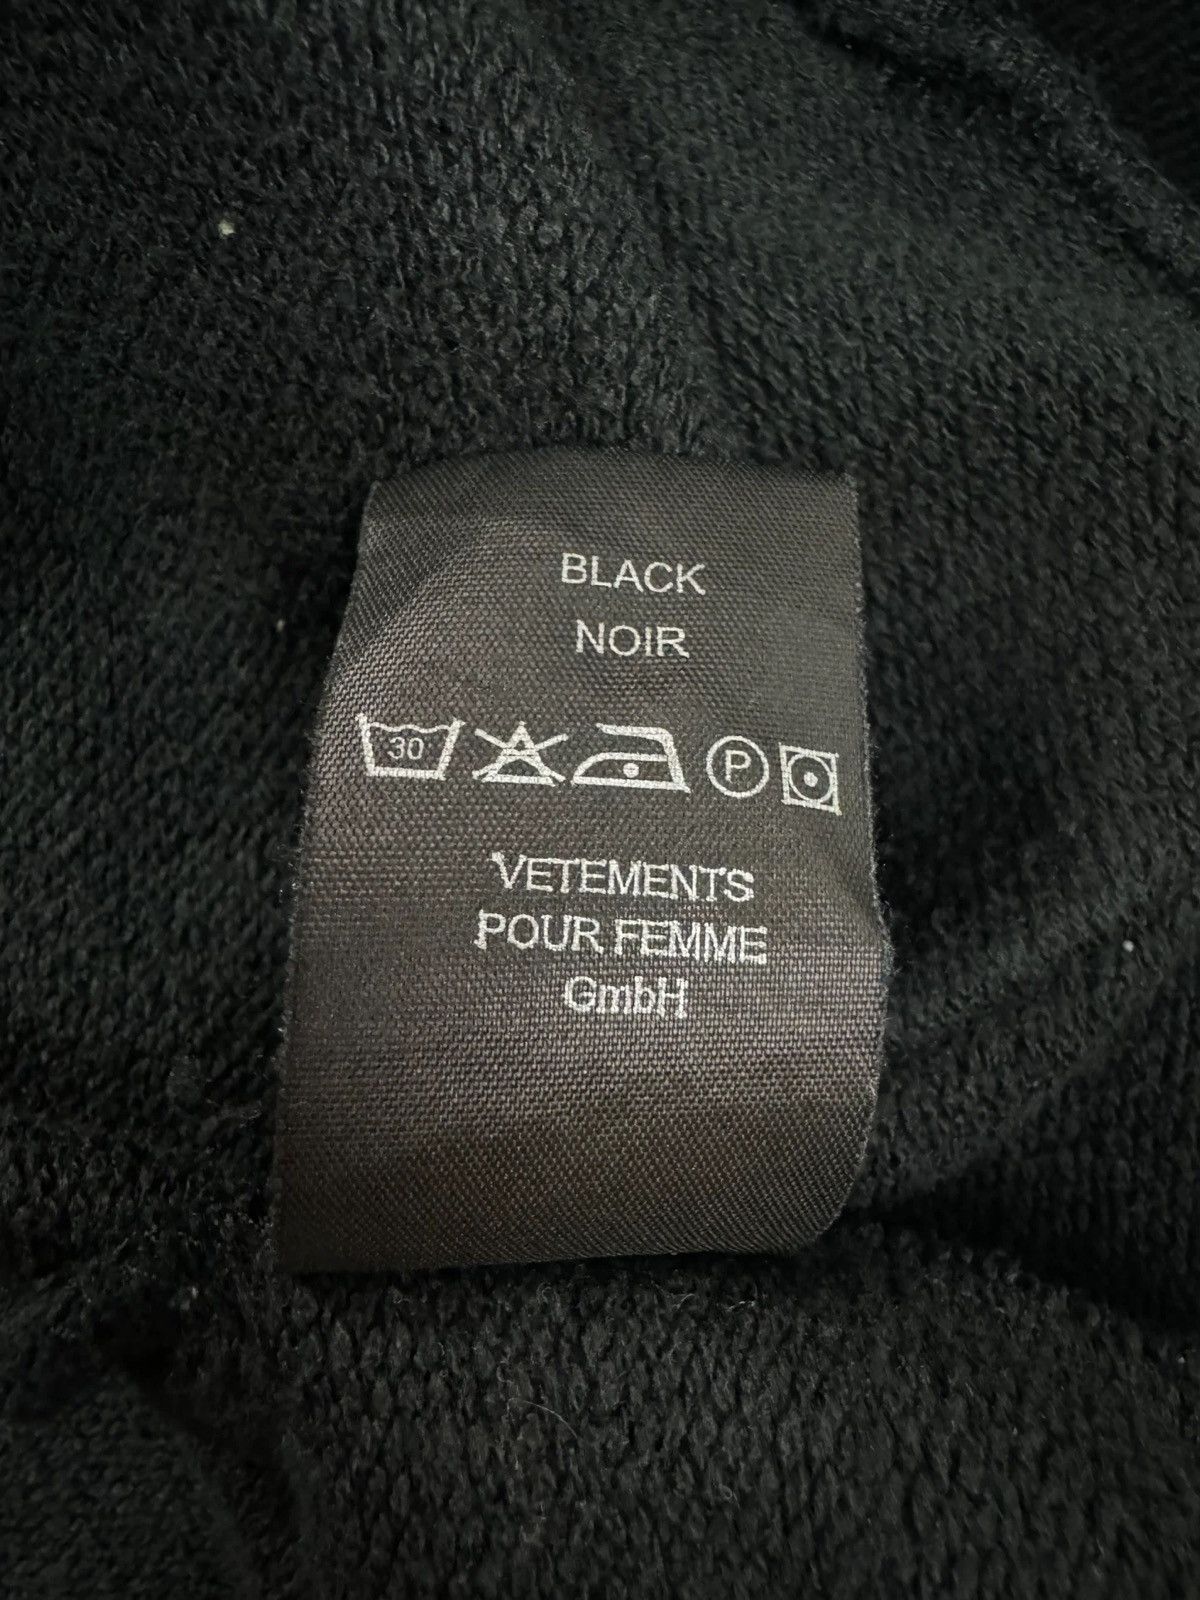 BLACK
NOIR
30 P
VETEMENTS
POUR FEMME
GmbH